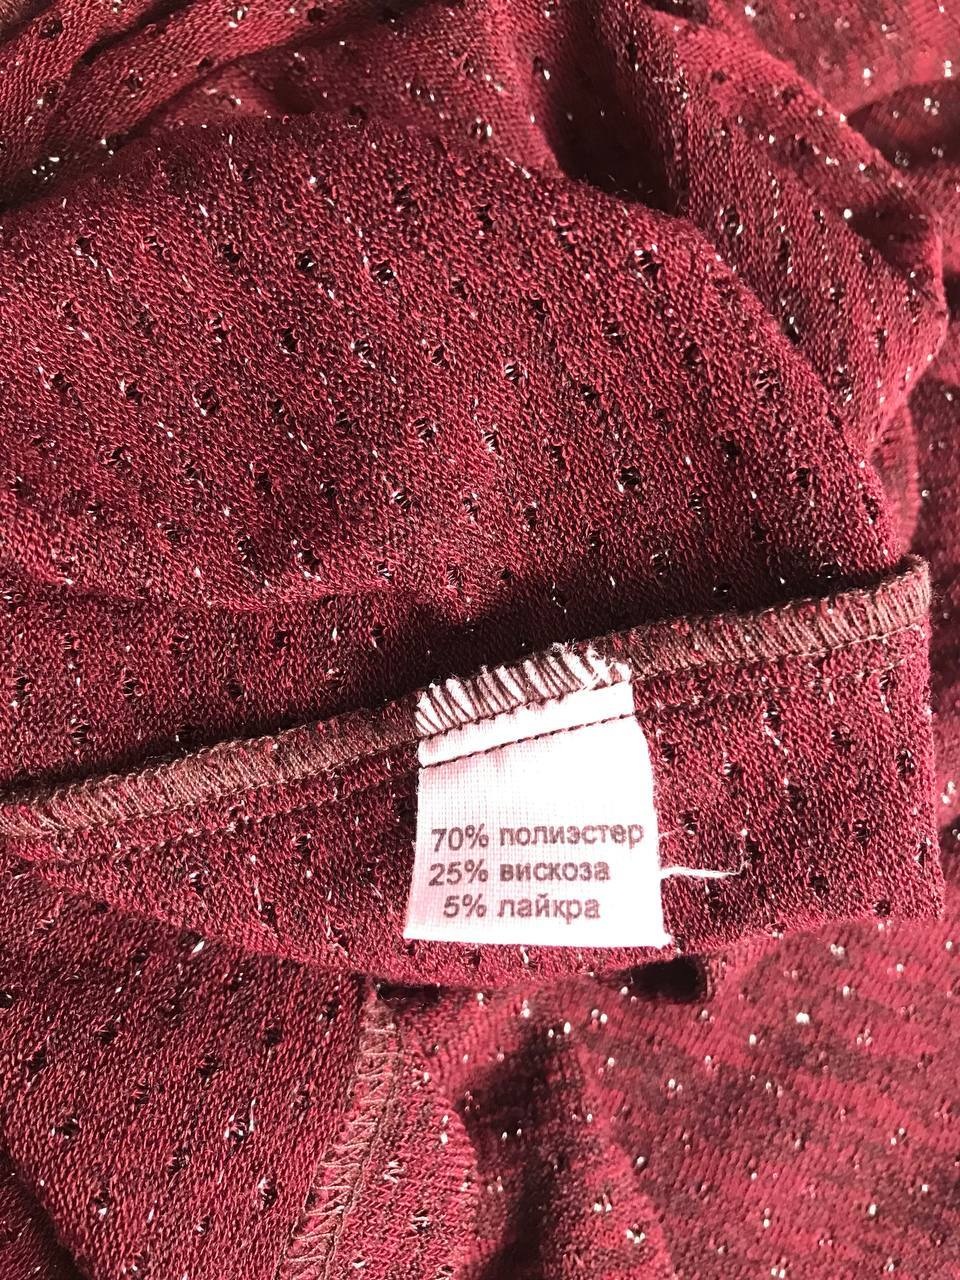 70% полиэстер
25% вискоза
5% лайкра